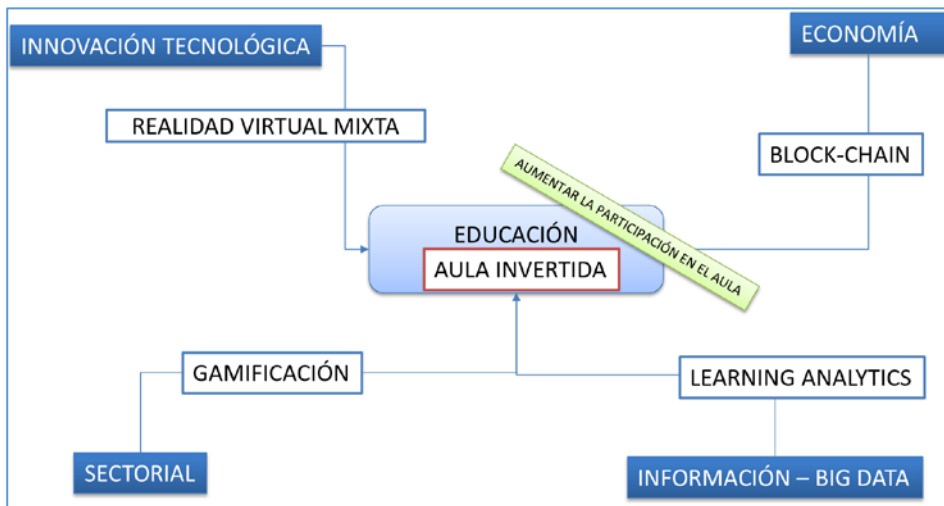 INNOVACIÓN TECNOLÓGICA
ECONOMÍA
REALIDAD VIRTUAL MIXTA
BLOCK-CHAIN
AUMENTAR LA PARTICIPACIÓN EN EL AULA
EDUCACIÓN
AULA INVERTIDA
GAMIFICACIÓN
LEARNING ANALYTICS
SECTORIAL
INFORMACIÓN – BIG DATA